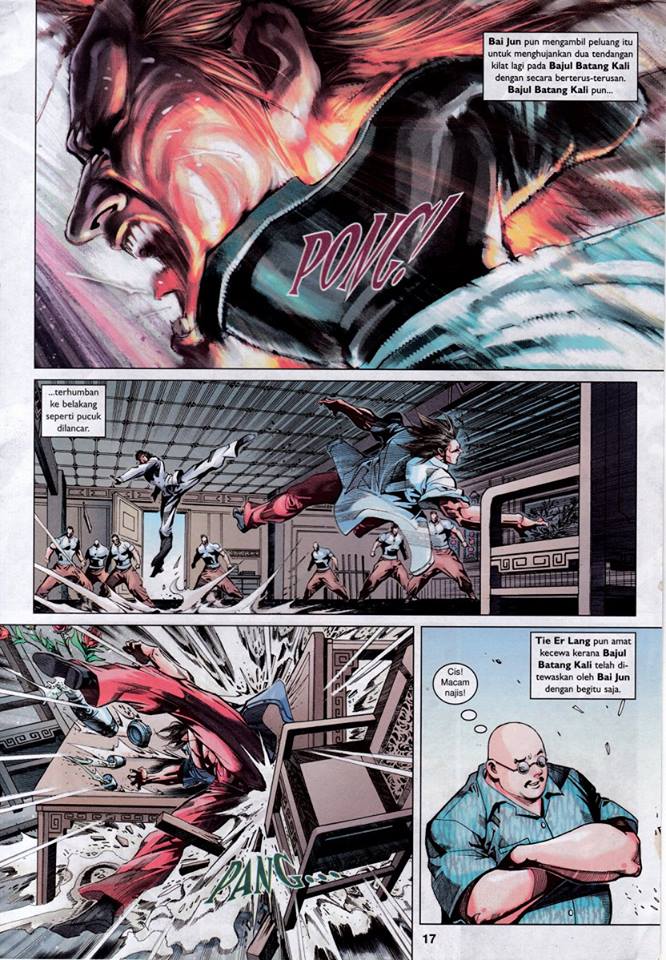 Bai Jun pun mengambil peluang itu
untuk menghujankan dua tendangan
kilat lagi pada Bajul Batang Kali
dengan secara berterus-terusan.
Bajul Batang Kali pun...
PONG!
...terhumban
ke belakang
seperti pucuk
dilancar.
PANG...
Tie Er Lang pun amat
kecewa kerana Bajul
Batang Kali telah di-
tewaskan oleh Bai Jun
dengan begitu saja.
Cis!
Macam
najis!
17